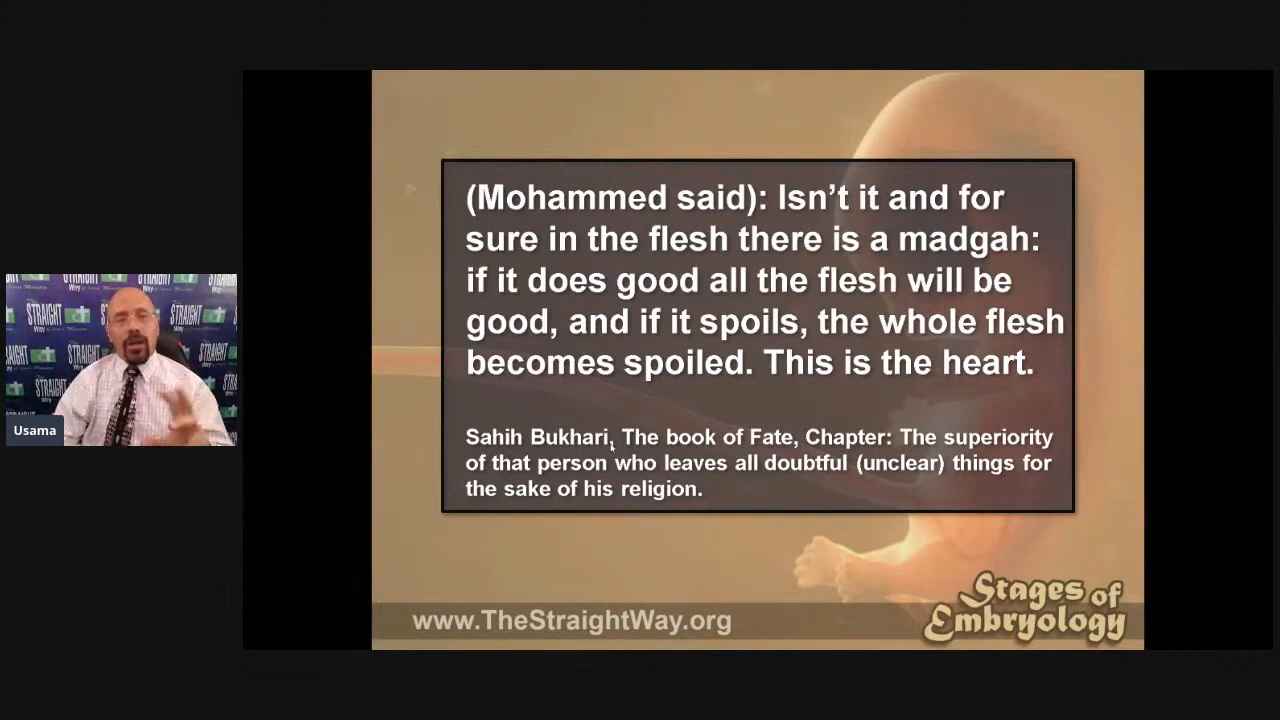 (Mohammed said): Isn’t it and for
sure in the flesh there is a madgah:
if it does good all the flesh will be
good, and if it spoils, the whole flesh
becomes spoiled. This is the heart.
Sahih Bukhari, The book of Fate, Chapter: The superiority
of that person who leaves all doubtful (unclear) things for
the sake of his religion.
STRAIGHT
Way
Usama
www.TheStraightWay.org
Stages of
Embryology